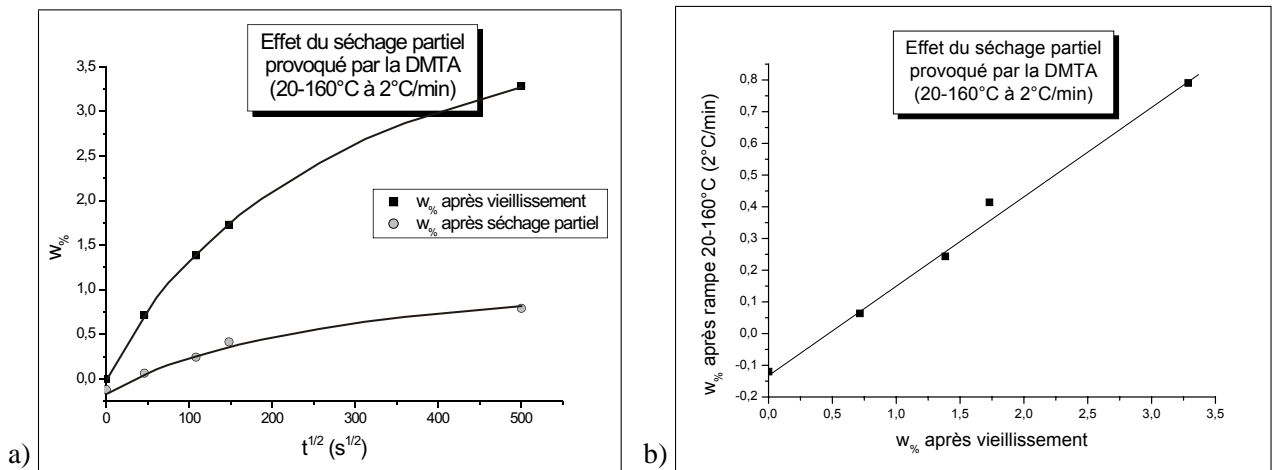 Effet du séchage partiel
provoqué par la DMTA
(20-160°C à 2°C/min)
3,5
3,0
2,5
2,0
1,5
1,0
0,5
0,0
w%
w% après vieillissement
w% après séchage partiel
0 100 200 300 400 500
t1/2 (s1/2)
a)
Effet du séchage partiel
provoqué par la DMTA
(20-160°C à 2°C/min)
0,8
0,7
0,6
0,5
0,4
0,3
0,2
0,1
0,0
-0,1
-0,2
w% après rampe 20-160°C (2°C/min)
0,0 0,5 1,0 1,5 2,0 2,5 3,0 3,5
w% après vieillissement
b)